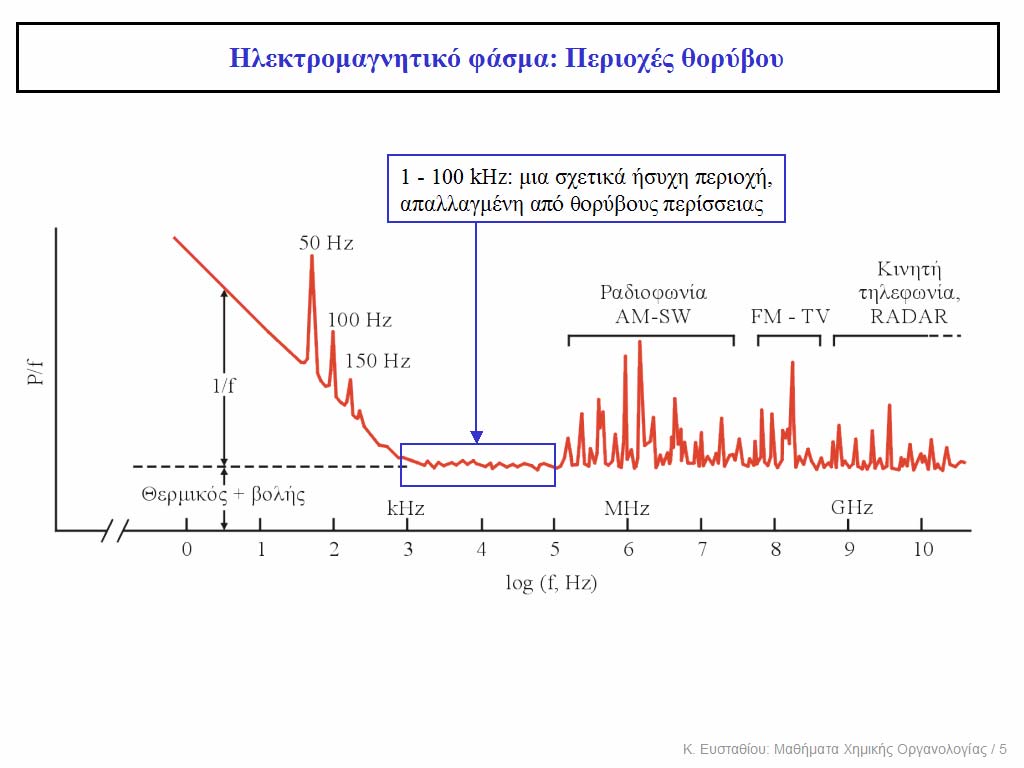 Ηλεκτρομαγνητικό φάσμα: Περιοχές θορύβου
1 - 100 kHz: μια σχετικά ήσυχη περιοχή,
απαλλαγμένη από θορύβους περίσσειας
50 Hz
100 Hz
150 Hz
Ραδιοφωνία
AM-SW
FM - TV
Κινητή
τηλεφωνία,
RADAR
P/f
1/f
Θερμικός + βολής
kHz
MHz
GHz
0 1 2 3 4 5 6 7 8 9 10
log (f, Hz)
Κ. Ευσταθίου: Μαθήματα Χημικής Οργανολογίας / 5